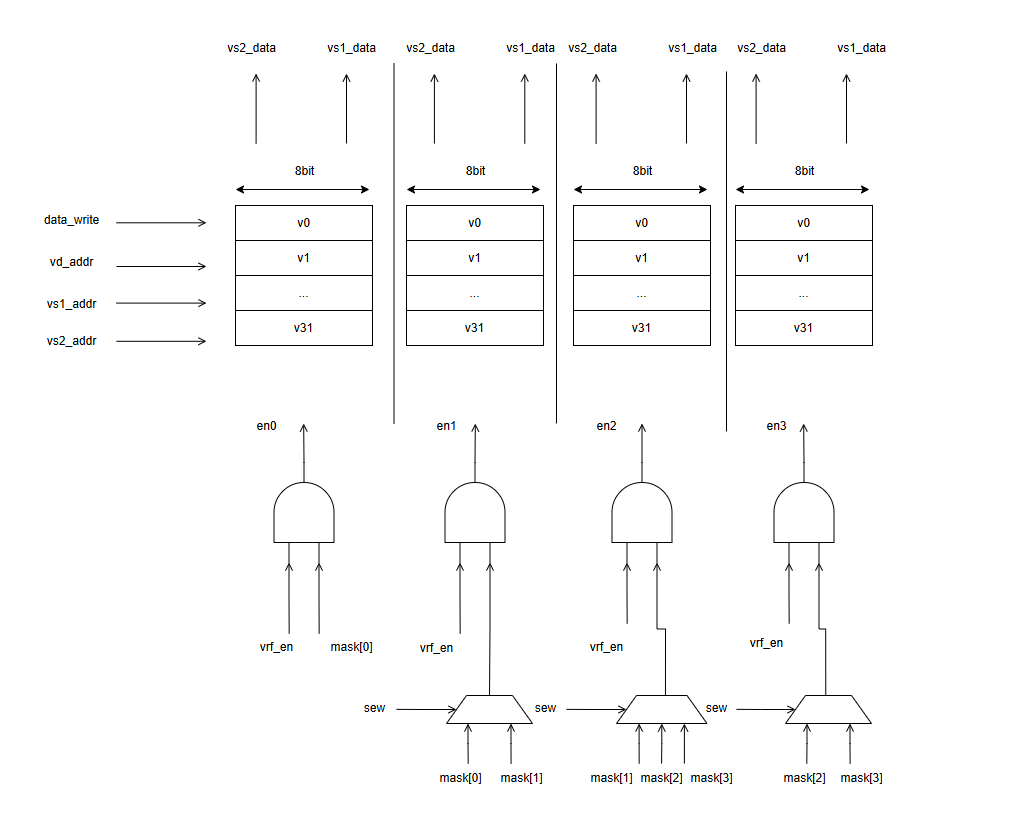 vs2_data vs1_data vs2_data vs1_data vs2_data vs1_data vs2_data vs1_data
8bit 8bit 8bit 8bit
data_write v0 v0 v0 v0
vd_addr v1 v1 v1 v1
vs1_addr ... ... ... ...
vs2_addr v31 v31 v31 v31
en0 en1 en2 en3
vrf_en mask[0] vrf_en vrf_en vrf_en
sew sew sew
mask[0] mask[1] mask[1] mask[2] mask[3] mask[2] mask[3]